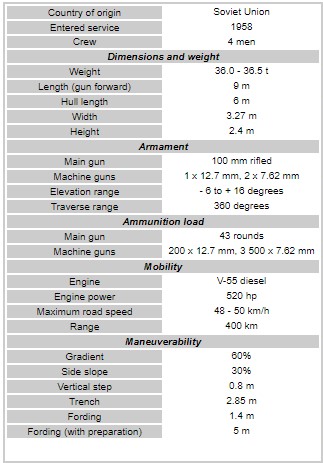 Country of origin Soviet Union
Entered service 1958
Crew 4 men
Dimensions and weight
Weight 36.0 - 36.5 t
Length (gun forward) 9 m
Hull length 6 m
Width 3.27 m
Height 2.4 m
Armament
Main gun 100 mm rifled
Machine guns 1 x 12.7 mm, 2 x 7.62 mm
Elevation range - 6 to + 16 degrees
Traverse range 360 degrees
Ammunition load
Main gun 43 rounds
Machine guns 200 x 12.7 mm, 3 500 x 7.62 mm
Mobility
Engine V-55 diesel
Engine power 520 hp
Maximum road speed 48 - 50 km/h
Range 400 km
Maneuverability
Gradient 60%
Side slope 30%
Vertical step 0.8 m
Trench 2.85 m
Fording 1.4 m
Fording (with preparation) 5 m